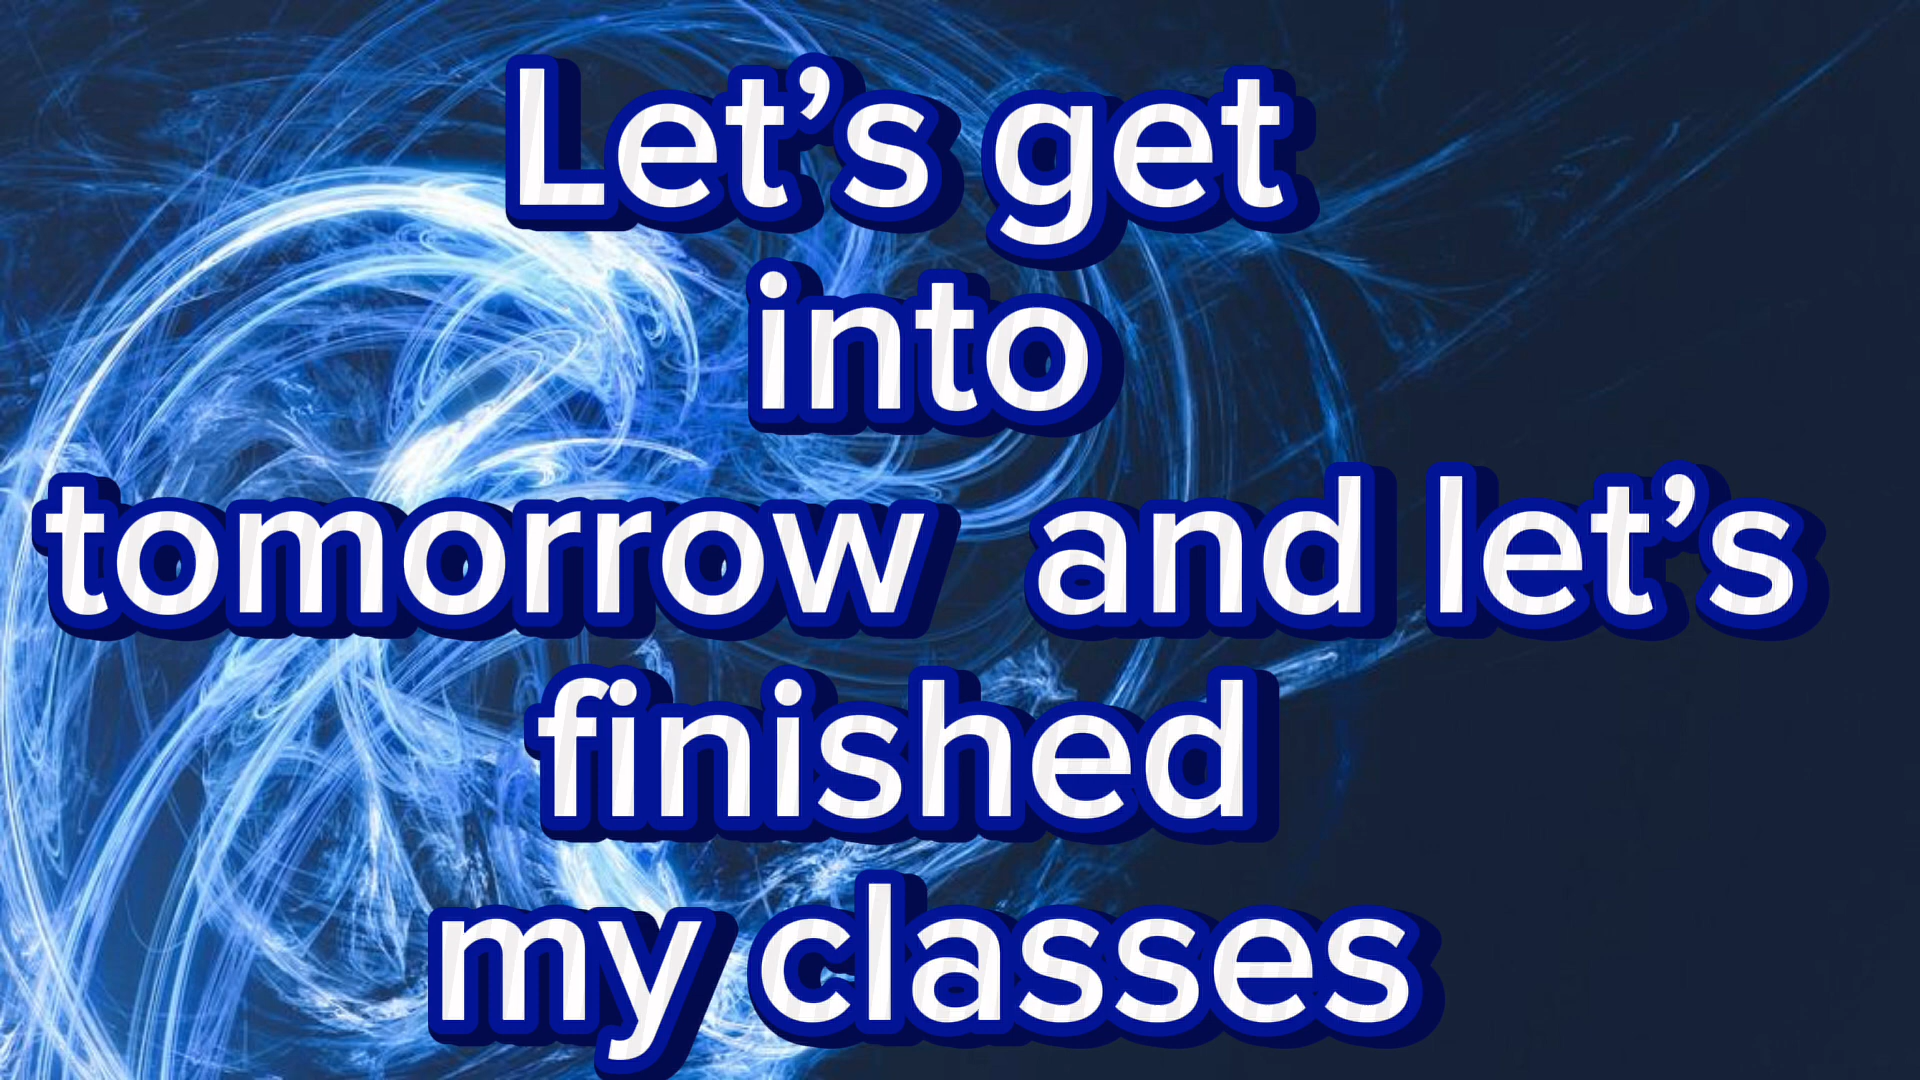 Let’s get
into
tomorrow  and let’s
finished
my classes